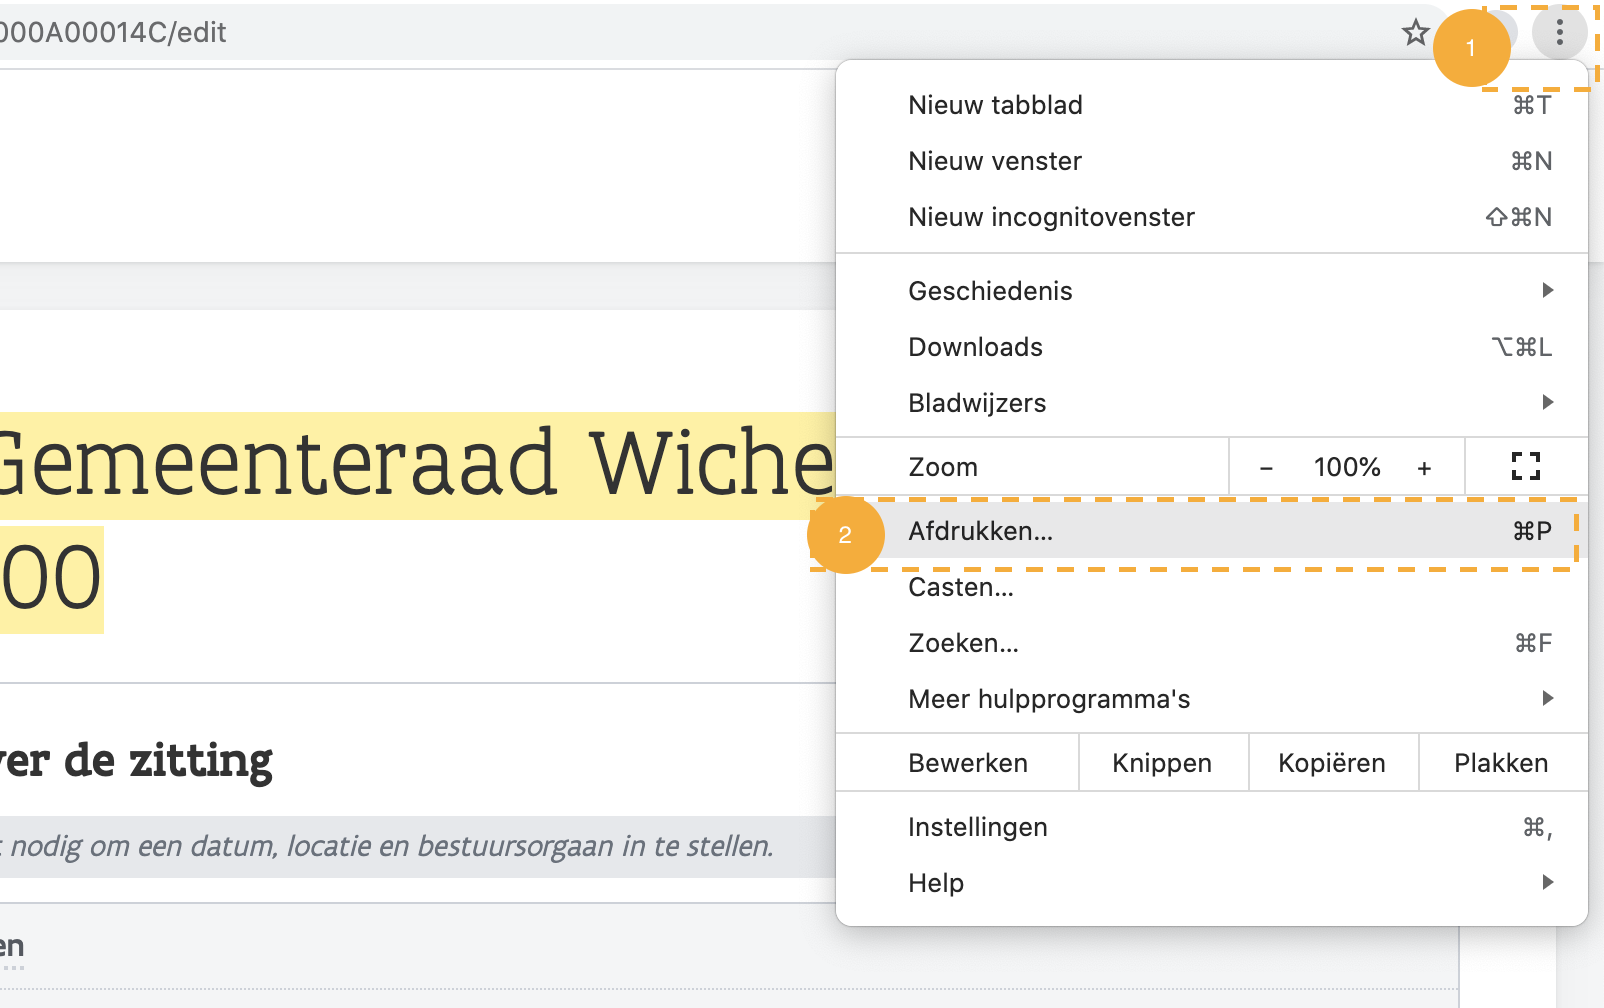 000A00014C/edit
1
Nieuw tabblad ⌘T
Nieuw venster ⌘N
Nieuw incognitovenster ⇧⌘N
Geschiedenis
Downloads ⌥⌘L
Bladwijzers
Zoom - 100% +
2 Afdrukken... ⌘P
Casten...
Zoeken... ⌘F
Meer hulpprogramma's
Bewerken Knippen Kopiëren Plakken
Instellingen ⌘,
Help
Gemeenteraad Wiche
00
ver de zitting
t nodig om een datum, locatie en bestuursorgaan in te stellen.
en